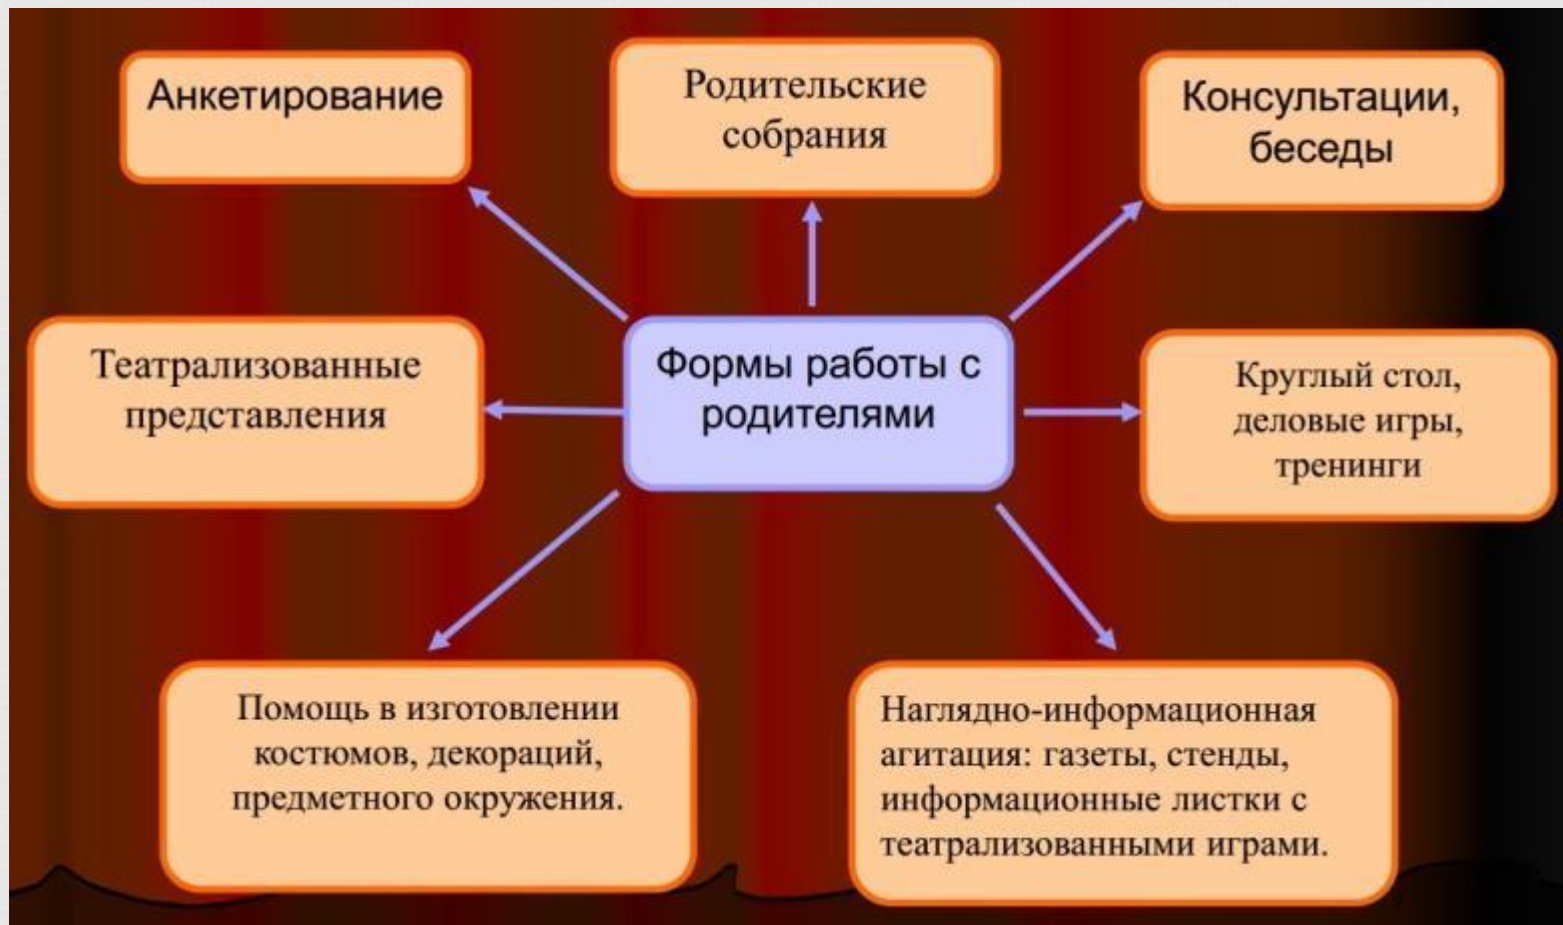 Анкетирование
Родительские
собрания
Консультации,
беседы
Театрализованные
представления
Формы работы с
родителями
Круглый стол,
деловые игры,
тренинги
Помощь в изготовлении
костюмов, декораций,
предметного окружения.
Наглядно-информационная
агитация: газеты, стенды,
информационные листки с
театрализованными играми.